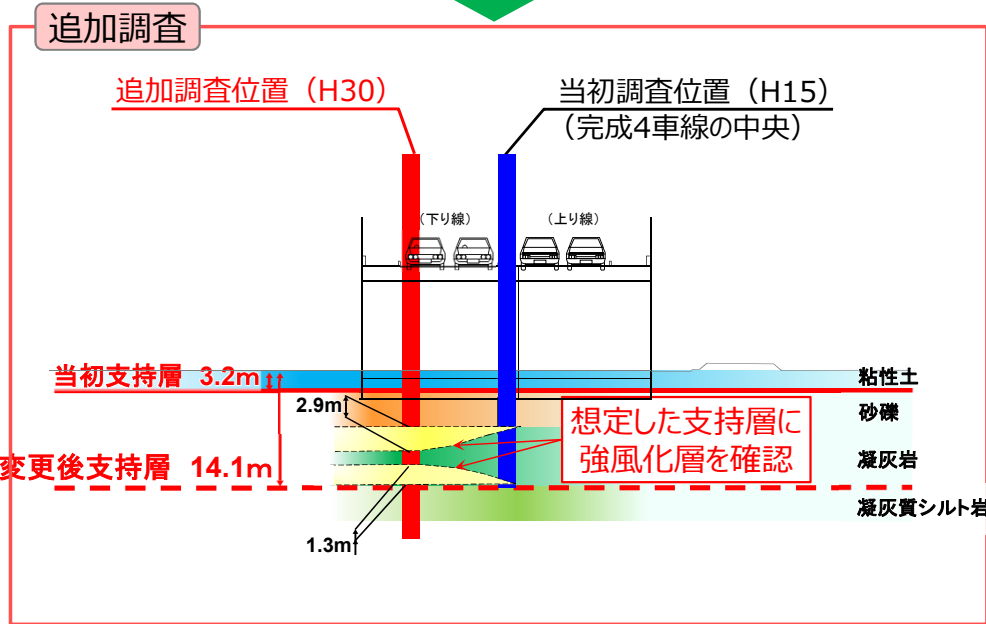 追加調査
追加調査位置（H30）
当初調査位置（H15）
（完成4車線の中央）
（下り線）
（上り線）
当初支持層 3.2m
粘性土
2.9m
砂礫
想定した支持層に
強風化層を確認
変更後支持層 14.1m
凝灰岩
凝灰質シルト岩
1.3m